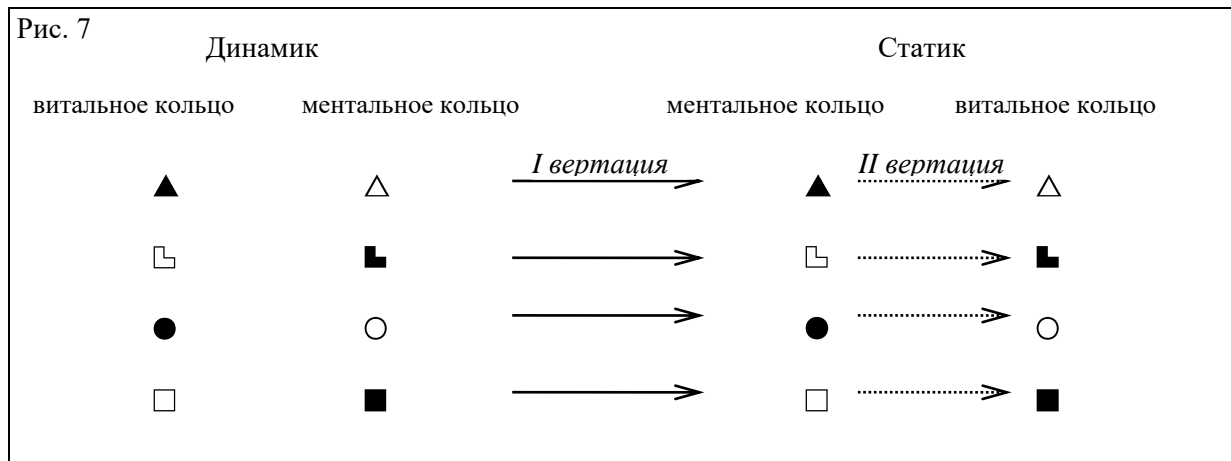 Рис. 7
Динамик Статик
витальное кольцо ментальное кольцо ментальное кольцо витальное кольцо
I вертация II вертация